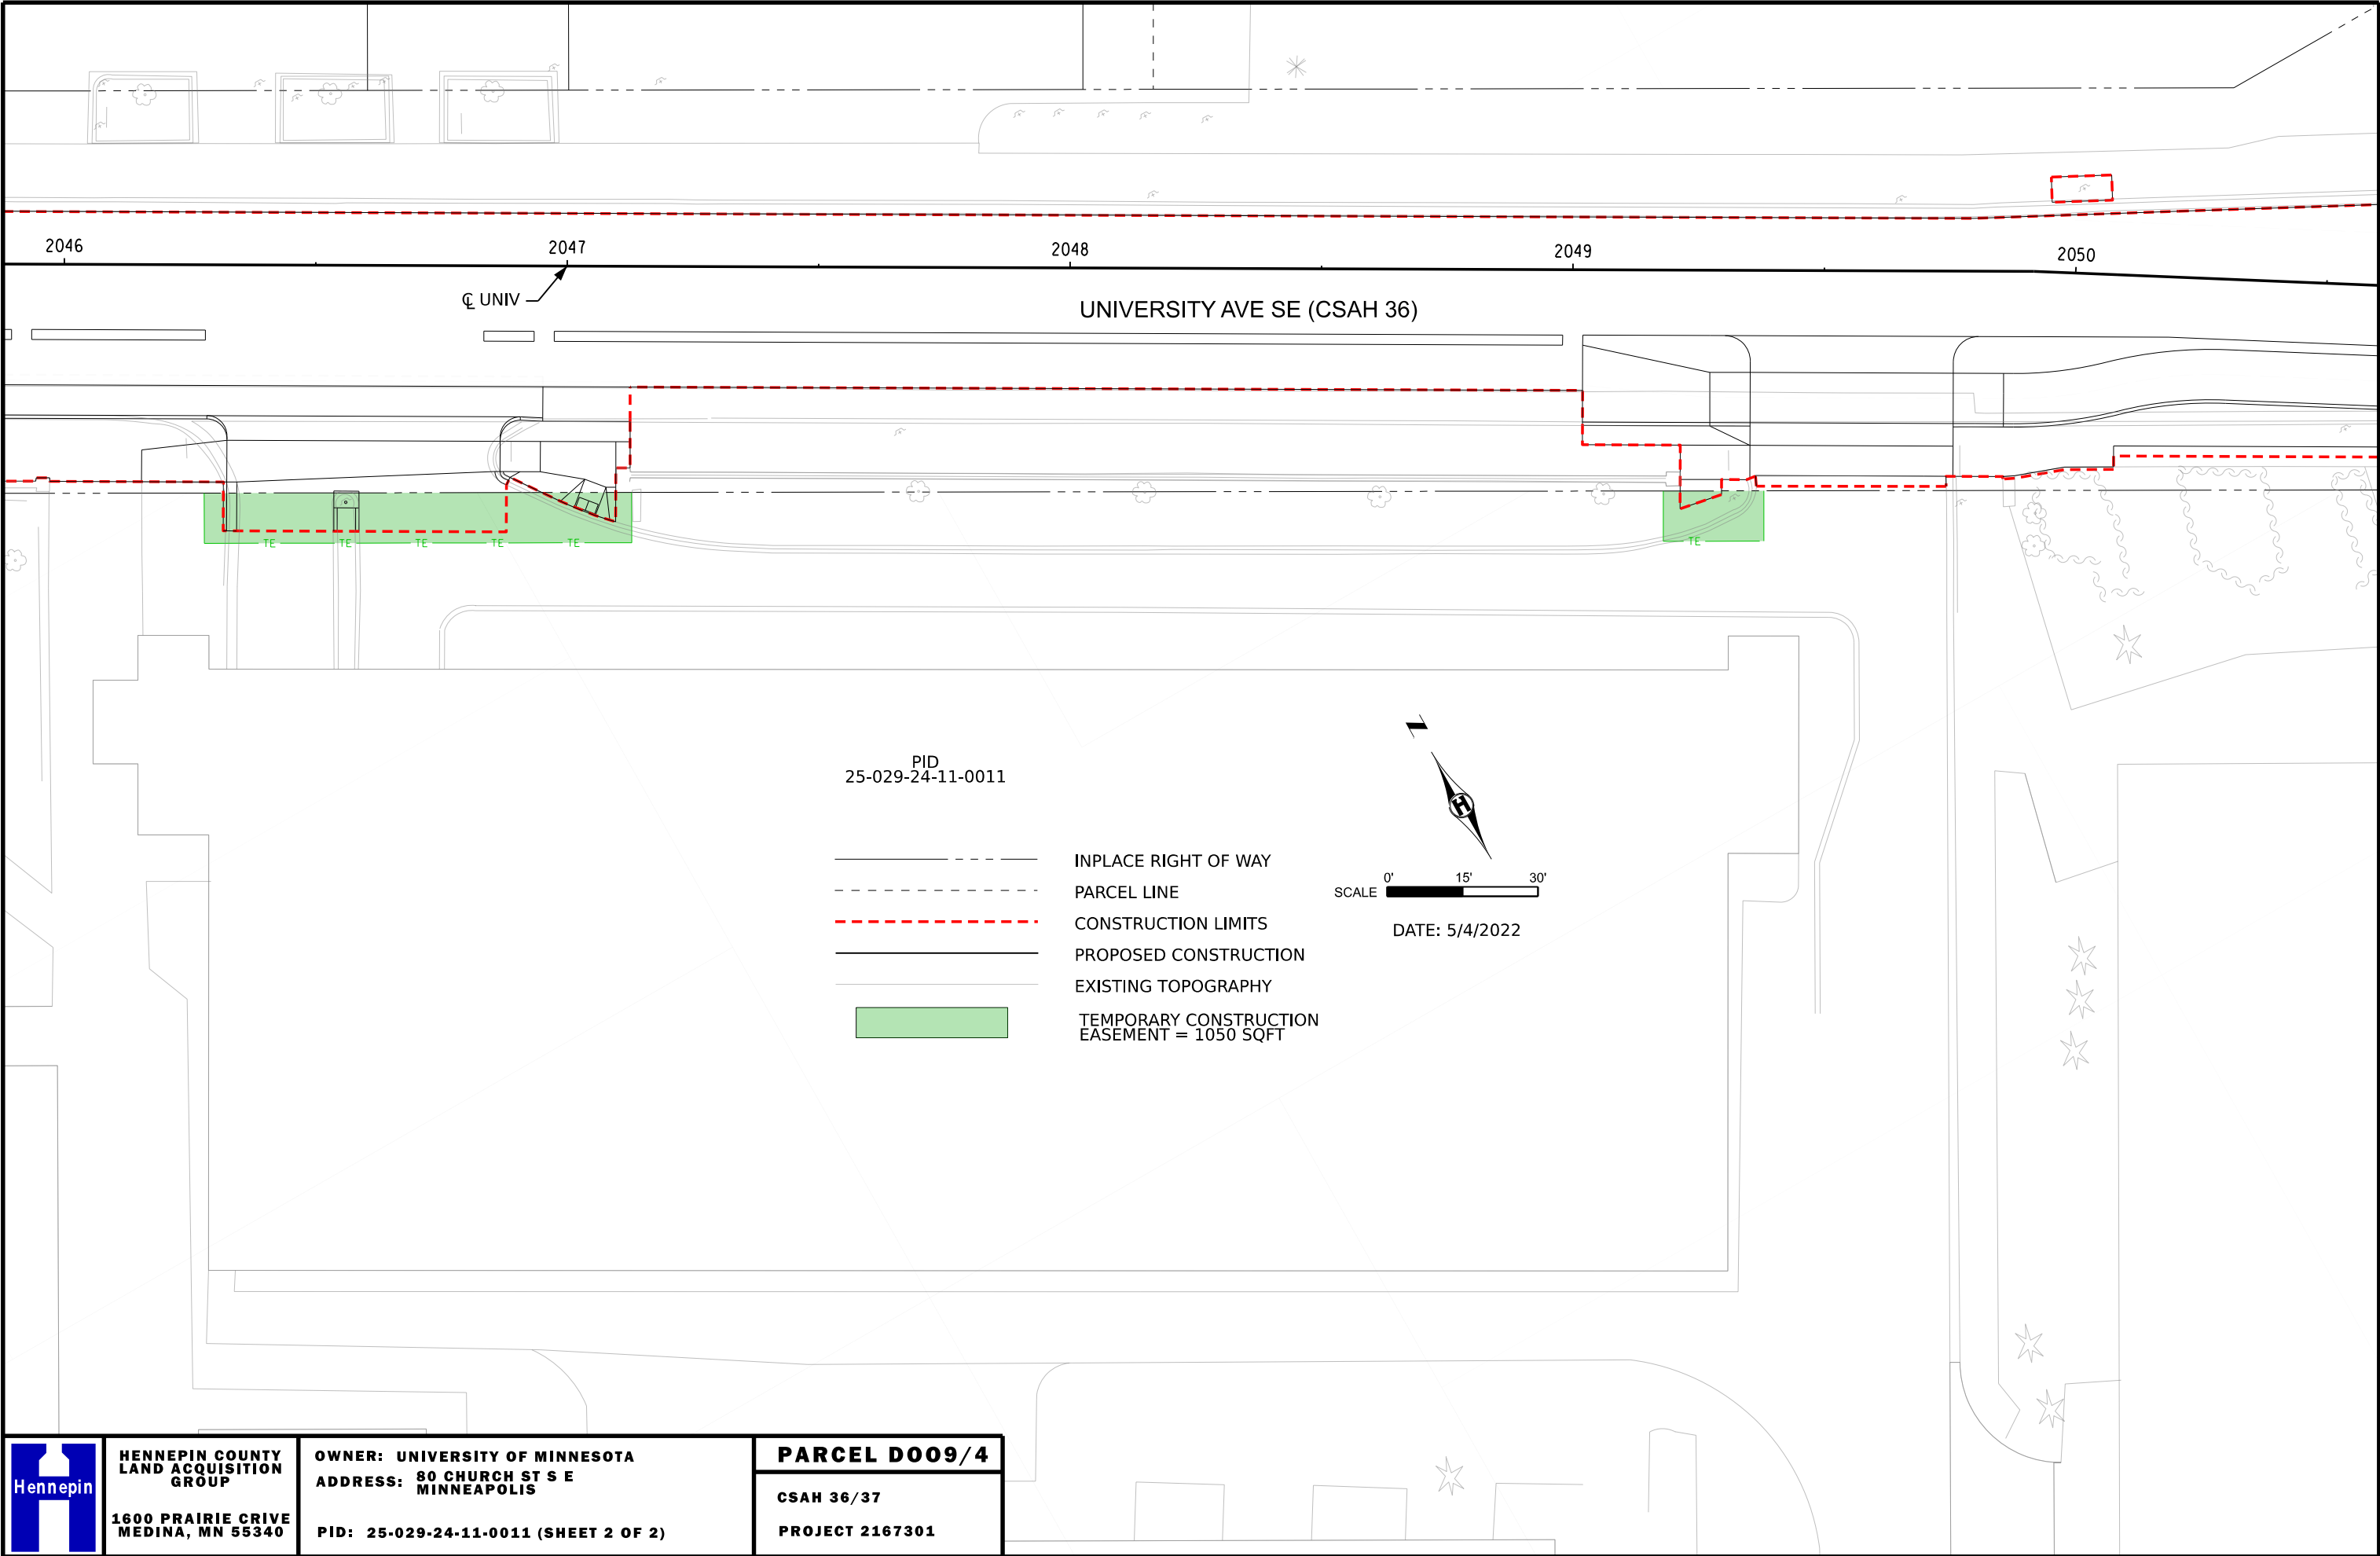 2046
2047
2048
2049
2050
℄ UNIV
UNIVERSITY AVE SE (CSAH 36)
TE
TE
TE
TE
TE
TE
N
PID
25-029-24-11-0011
H
INPLACE RIGHT OF WAY
PARCEL LINE
CONSTRUCTION LIMITS
PROPOSED CONSTRUCTION
EXISTING TOPOGRAPHY
TEMPORARY CONSTRUCTION
EASEMENT = 1050 SQFT
0' 15' 30'
SCALE
DATE: 5/4/2022
Hennepin
HENNEPIN COUNTY
LAND ACQUISITION
GROUP
1600 PRAIRIE CRIVE
MEDINA, MN 55340
OWNER: UNIVERSITY OF MINNESOTA
ADDRESS: 80 CHURCH ST S E
MINNEAPOLIS
PID: 25-029-24-11-0011 (SHEET 2 OF 2)
PARCEL D009/4
CSAH 36/37
PROJECT 2167301